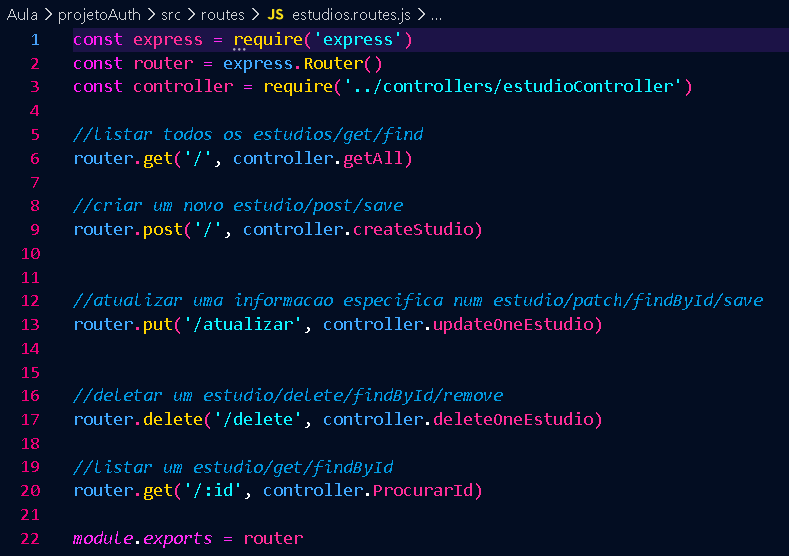 Aula > projetoAuth > src > routes > JS estudios.routes.js > ...
1 const express = require('express')
2 const router = express.Router()
3 const controller = require('../controllers/estudioController')
4
5 //listar todos os estudios/get/find
6 router.get('/', controller.getAll)
7
8 //criar um novo estudio/post/save
9 router.post('/', controller.createStudio)
10
11
12 //atualizar uma informacao especifica num estudio/patch/findById/save
13 router.put('/atualizar', controller.updateOneEstudio)
14
15
16 //deletar um estudio/delete/findById/remove
17 router.delete('/delete', controller.deleteOneEstudio)
18
19 //listar um estudio/get/findById
20 router.get('/:id', controller.ProcurarId)
21
22 module.exports = router